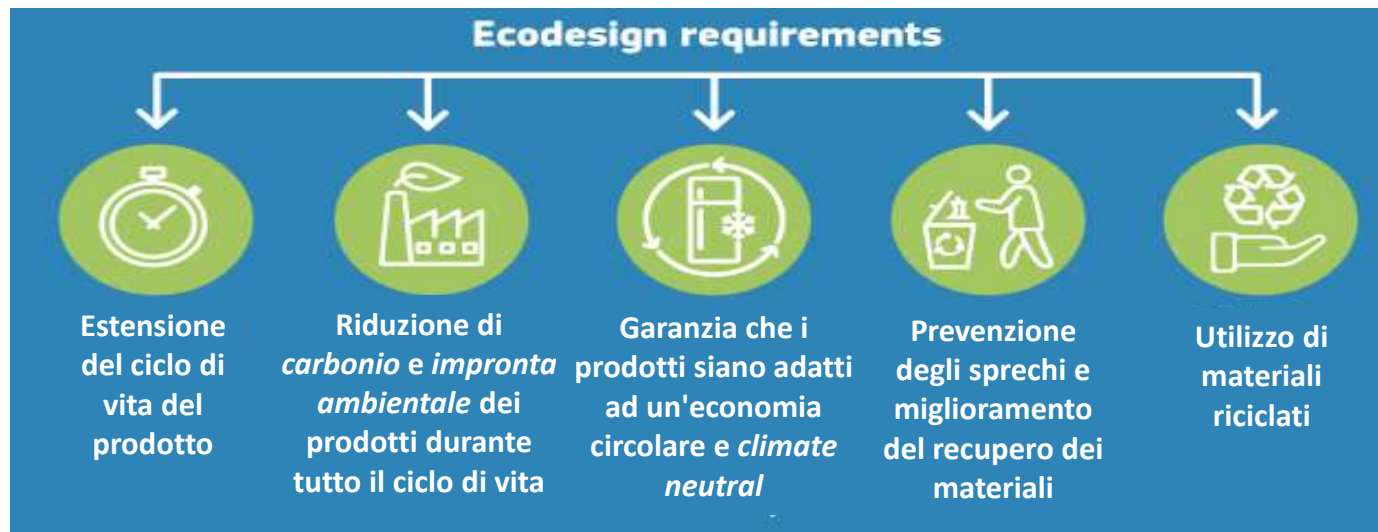 Ecodesign requirements
Estensione
del ciclo di
vita del
prodotto
Riduzione di
carbonio e impronta
ambientale dei
prodotti durante
tutto il ciclo di vita
Garanzia che i
prodotti siano adatti
ad un'economia
circolare e climate
neutral
Prevenzione
degli sprechi e
miglioramento
del recupero dei
materiali
Utilizzo di
materiali
riciclati